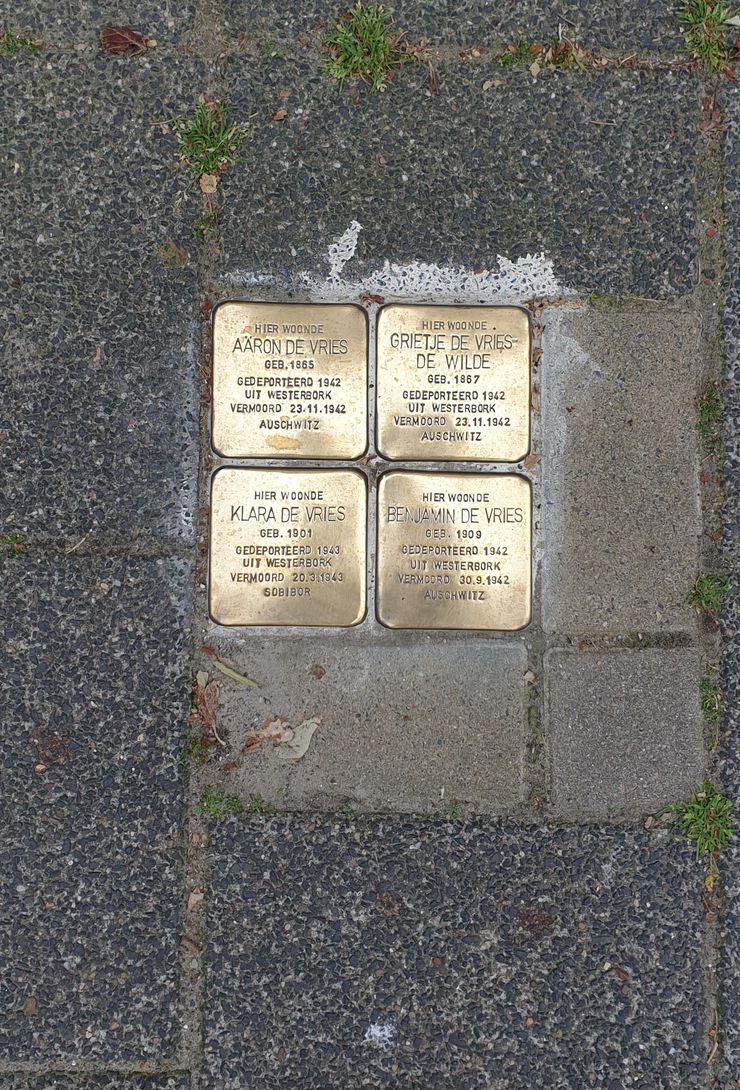 HIER WOONDE
AÄRON DE VRIES
GEB. 1865
GEDEPORTEERD 1942
UIT WESTERBORK
VERMOORD 23.11.1942
AUSCHWITZ
HIER WOONDE
GRIETJE DE VRIES-
DE WILDE
GEB. 1867
GEDEPORTEERD 1942
UIT WESTERBORK
VERMOORD 23.11.1942
AUSCHWITZ
HIER WOONDE
KLARA DE VRIES
GEB. 1901
GEDEPORTEERD 1943
UIT WESTERBORK
VERMOORD 20.3.1943
SOBIBOR
HIER WOONDE
BENJAMIN DE VRIES
GEB. 1909
GEDEPORTEERD 1942
UIT WESTERBORK
VERMOORD 30.9.1942
AUSCHWITZ